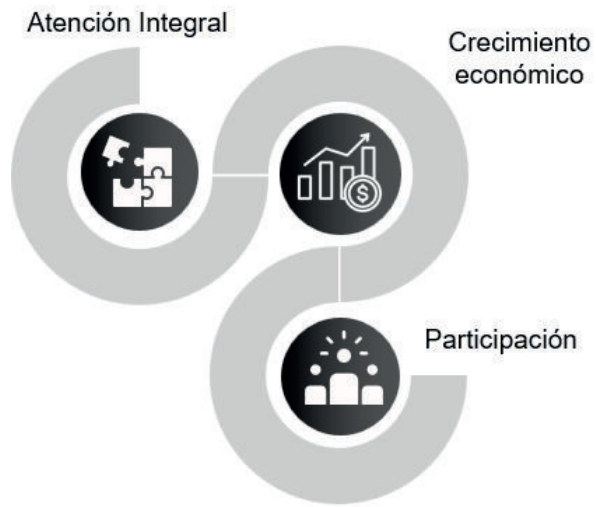 Atención Integral
Crecimiento
económico
$
Participación